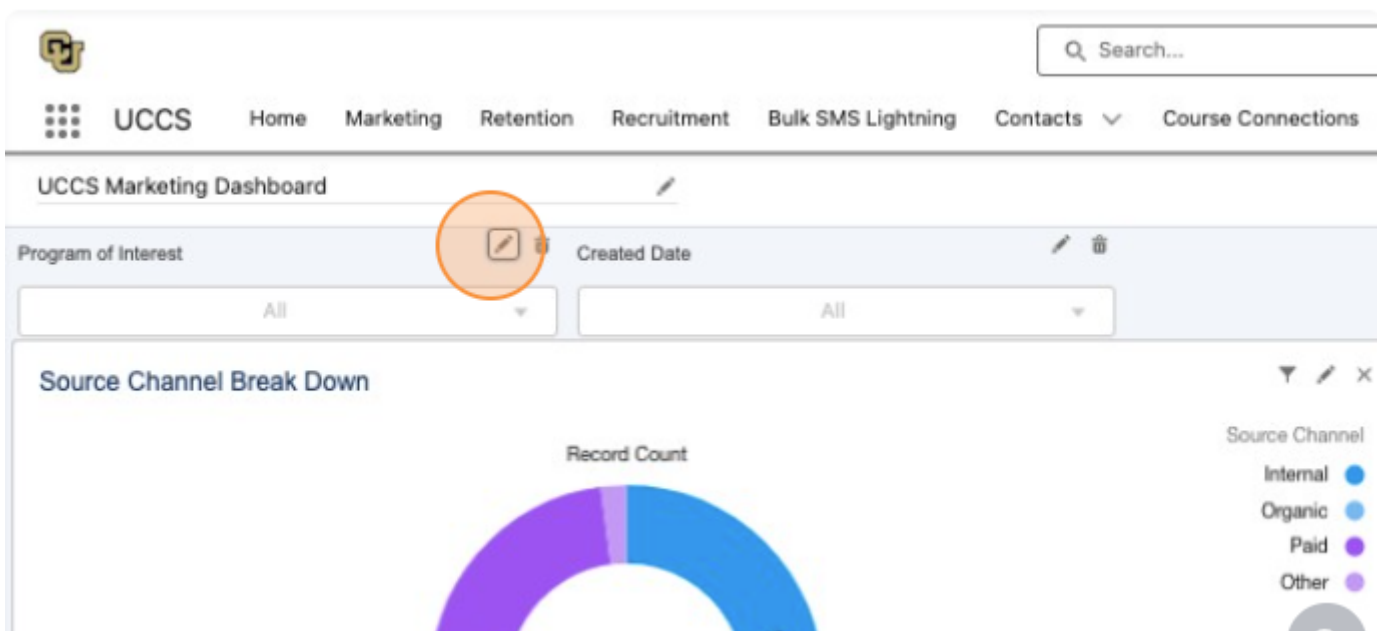 CU
Search...
UCCS Home Marketing Retention Recruitment Bulk SMS Lightning Contacts Course Connections
UCCS Marketing Dashboard
Program of Interest Created Date
All All
Source Channel Break Down
Record Count
Source Channel
Internal
Organic
Paid
Other